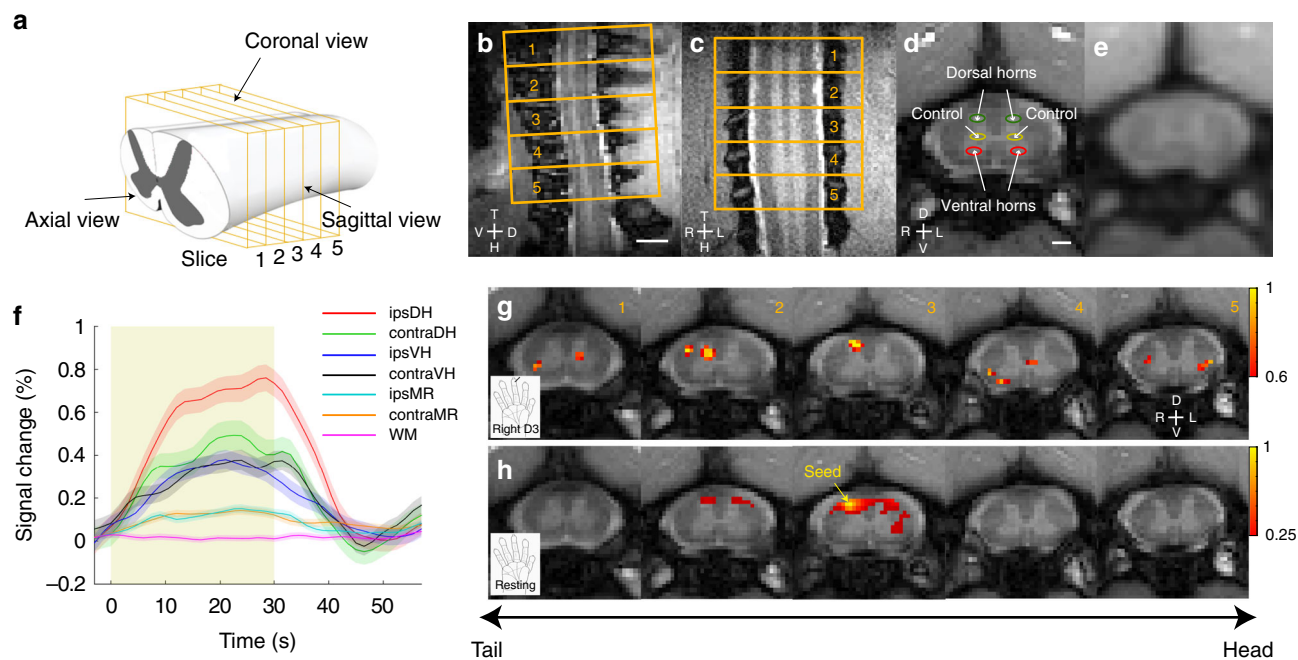 a
Coronal view
Axial view
Sagittal view
Slice
1 2 3 4 5
b
1
2
3
4
5
T
V D
H
c
1
2
3
4
5
T
R L
H
d
Dorsal horns
Control Control
Ventral horns
D
R L
V
e
f
Signal change (%)
1
0.8
0.6
0.4
0.2
0
–0.2
0 10 20 30 40 50
Time (s)
ipsDH
contraDH
ipsVH
contraVH
ipsMR
contraMR
WM
g
1 2 3 4 5
Right D3
D
R L
V
1
0.6
h
Seed
Resting
1
0.25
Tail Head